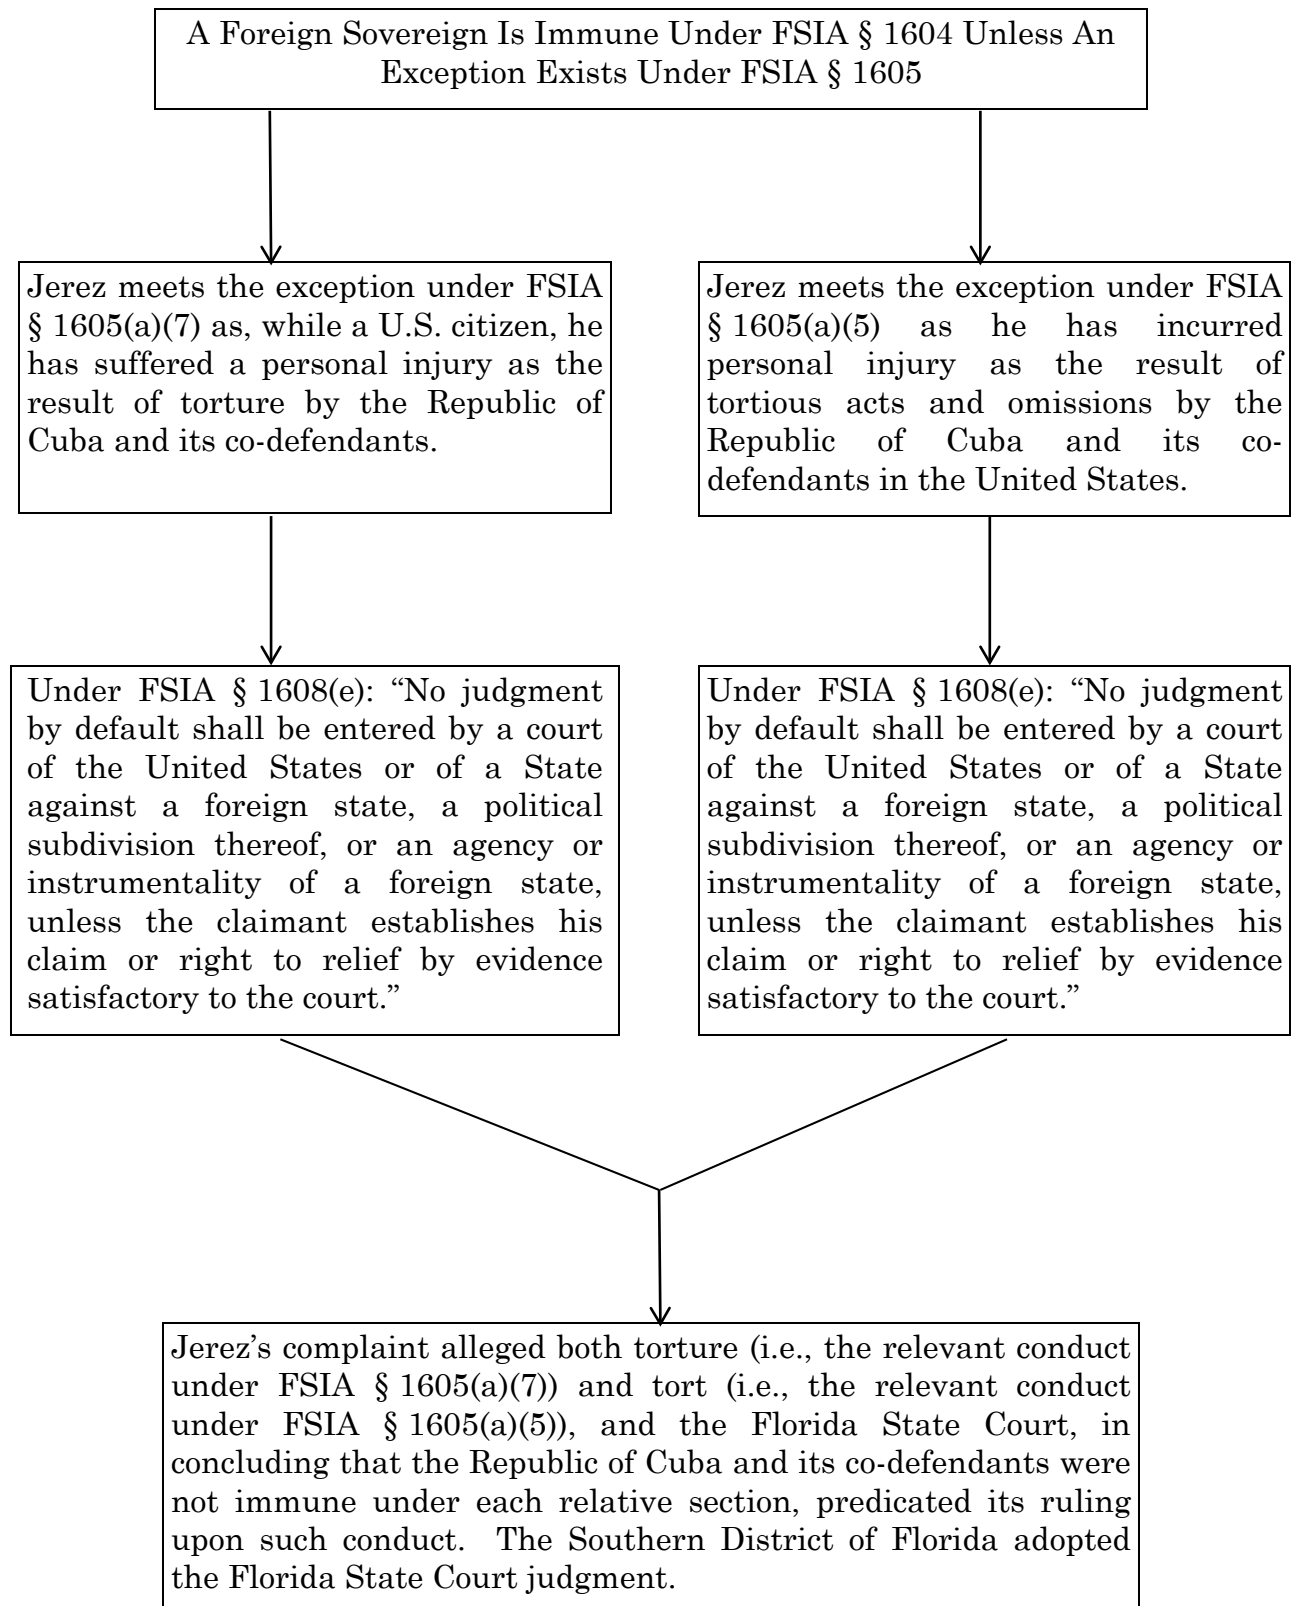 A Foreign Sovereign Is Immune Under FSIA § 1604 Unless An
Exception Exists Under FSIA § 1605
Jerez meets the exception under FSIA
§ 1605(a)(7) as, while a U.S. citizen, he
has suffered a personal injury as the
result of torture by the Republic of
Cuba and its co-defendants.
Jerez meets the exception under FSIA
§ 1605(a)(5) as he has incurred
personal injury as the result of
tortious acts and omissions by the
Republic of Cuba and its co-
defendants in the United States.
Under FSIA § 1608(e): “No judgment
by default shall be entered by a court
of the United States or of a State
against a foreign state, a political
subdivision thereof, or an agency or
instrumentality of a foreign state,
unless the claimant establishes his
claim or right to relief by evidence
satisfactory to the court.”
Under FSIA § 1608(e): “No judgment
by default shall be entered by a court
of the United States or of a State
against a foreign state, a political
subdivision thereof, or an agency or
instrumentality of a foreign state,
unless the claimant establishes his
claim or right to relief by evidence
satisfactory to the court.”
Jerez’s complaint alleged both torture (i.e., the relevant conduct
under FSIA § 1605(a)(7)) and tort (i.e., the relevant conduct
under FSIA § 1605(a)(5)), and the Florida State Court, in
concluding that the Republic of Cuba and its co-defendants were
not immune under each relative section, predicated its ruling
upon such conduct. The Southern District of Florida adopted
the Florida State Court judgment.